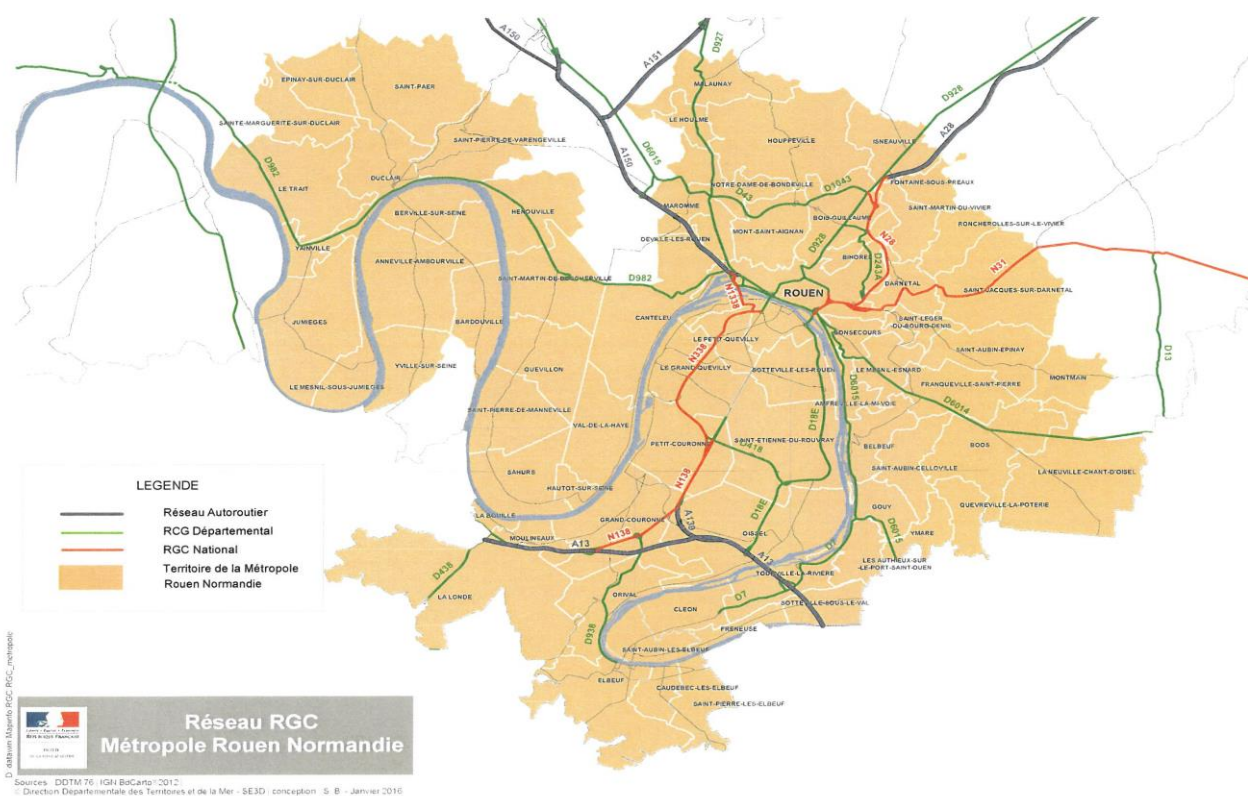 A150
A151
D927
D928
A28
EPINAY-SUR-DUCLAIR
SAINT-PAER
SAINTE-MARGUERITE-SUR-DUCLAIR
SAINT-PIERRE-DE-VARENGEVILLE
D982
LE TRAIT
DUCLAIR
MALAUNAY
LE HOULME
HOUPPEVILLE
ISNEAUVILLE
D6015
A150
NOTRE-DAME-DE-BONDEVILLE
D1043
FONTAINE-SOUS-PREAUX
D43
BERVILLE-SUR-SEINE
HENOUVILLE
MAROMME
BOIS-GUILLAUME
SAINT-MARTIN-DU-VIVIER
RONCHEROLLES-SUR-LE-VIVIER
YAINVILLE
DEVILLE-LES-ROUEN
MONT-SAINT-AIGNAN
D928
N28
BIHOREL
D243A
N31
ANNEVILLE-AMBOURVILLE
SAINT-MARTIN-DE-BOSCHERVILLE
D982
N1338
ROUEN
DARNETAL
SAINT-JACQUES-SUR-DARNETAL
JUMIEGES
BARDOUVILLE
CANTELEU
SAINT-LEGER
-DU-BOURG-DENIS
BONSECOURS
LE PETIT-QUEVILLY
N338
SAINT-AUBIN-EPINAY
D13
YVILLE-SUR-SEINE
LE MESNIL-SOUS-JUMIEGES
QUEVILLON
LE GRAND-QUEVILLY
SOTTEVILLE-LES-ROUEN
D6015
LE MESNIL-ESNARD
FRANQUEVILLE-SAINT-PIERRE
MONTMAIN
SAINT-PIERRE-DE-MANNEVILLE
VAL-DE-LA-HAYE
D18E
AMFREVILLE-LA-MI-VOIE
D6014
PETIT-COURONNE
D418
SAINT-ETIENNE-DU-ROUVRAY
BELBEUF
BOOS
SAHURS
HAUTOT-SUR-SEINE
N138
SAINT-AUBIN-CELLOVILLE
LA NEUVILLE-CHANT-D'OISEL
LA BOUILLE
GRAND-COURONNE
A139
D18E
GOUY
QUEVREVILLE-LA-POTERIE
MOULINEAUX
A13
N138
OISSEL
A13
D7
D6015
YMARE
LES AUTHIEUX-SUR
-LE-PORT-SAINT-OUEN
D438
LA LONDE
TOURVILLE-LA-RIVIERE
ORIVAL
CLEON
D7
SOTTEVILLE-SOUS-LE-VAL
D938
FRENEUSE
SAINT-AUBIN-LES-ELBEUF
ELBEUF
CAUDEBEC-LES-ELBEUF
SAINT-PIERRE-LES-ELBEUF
LEGENDE
Réseau Autoroutier
RCG Départemental
RGC National
Territoire de la Métropole
Rouen Normandie
Réseau RGC
Métropole Rouen Normandie
Sources : DDTM 76 - IGN BdCarto® 2012
© Direction Départementale des Territoires et de la Mer - SE3D : conception : S. B. - Janvier 2016